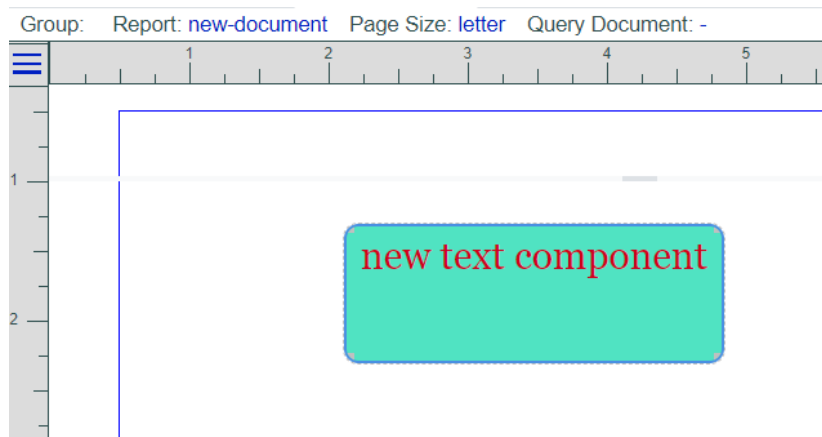 Group: Report: new-document Page Size: letter Query Document: -
1 2 3 4 5
1
new text component
2